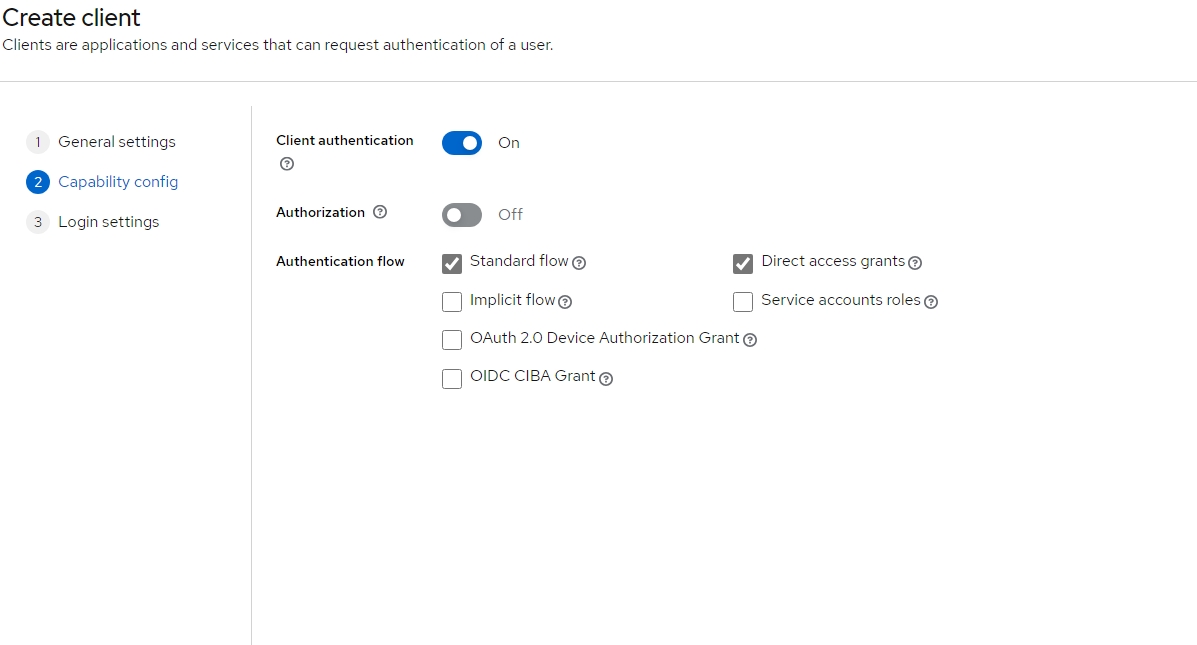 Create client
Clients are applications and services that can request authentication of a user.
1 General settings
2 Capability config
3 Login settings
Client authentication
On
Authorization
Off
Authentication flow
Standard flow
Direct access grants
Implicit flow
Service accounts roles
OAuth 2.0 Device Authorization Grant
OIDC CIBA Grant